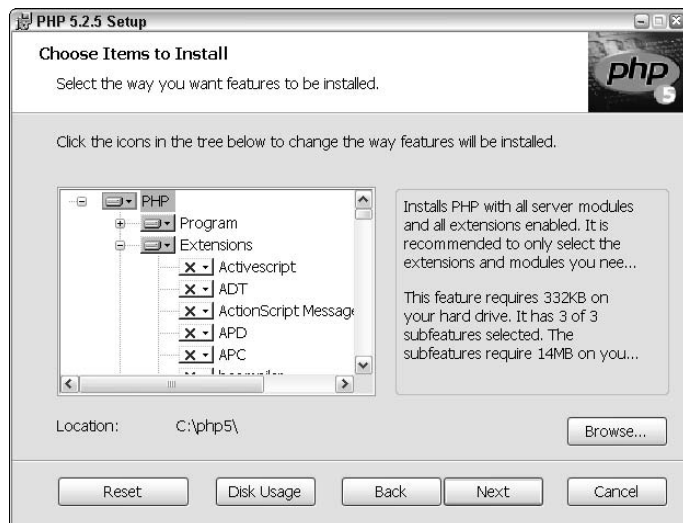 PHP 5.2.5 Setup
Choose Items to Install
Select the way you want features to be installed.
php
5
Click the icons in the tree below to change the way features will be installed.
PHP
Program
Extensions
Activescript
ADT
ActionScript Message
APD
APC
Installs PHP with all server modules
and all extensions enabled. It is
recommended to only select the
extensions and modules you nee...
This feature requires 332KB on
your hard drive. It has 3 of 3
subfeatures selected. The
subfeatures require 14MB on you...
Location: C:\php5\
Browse...
Reset Disk Usage Back Next Cancel